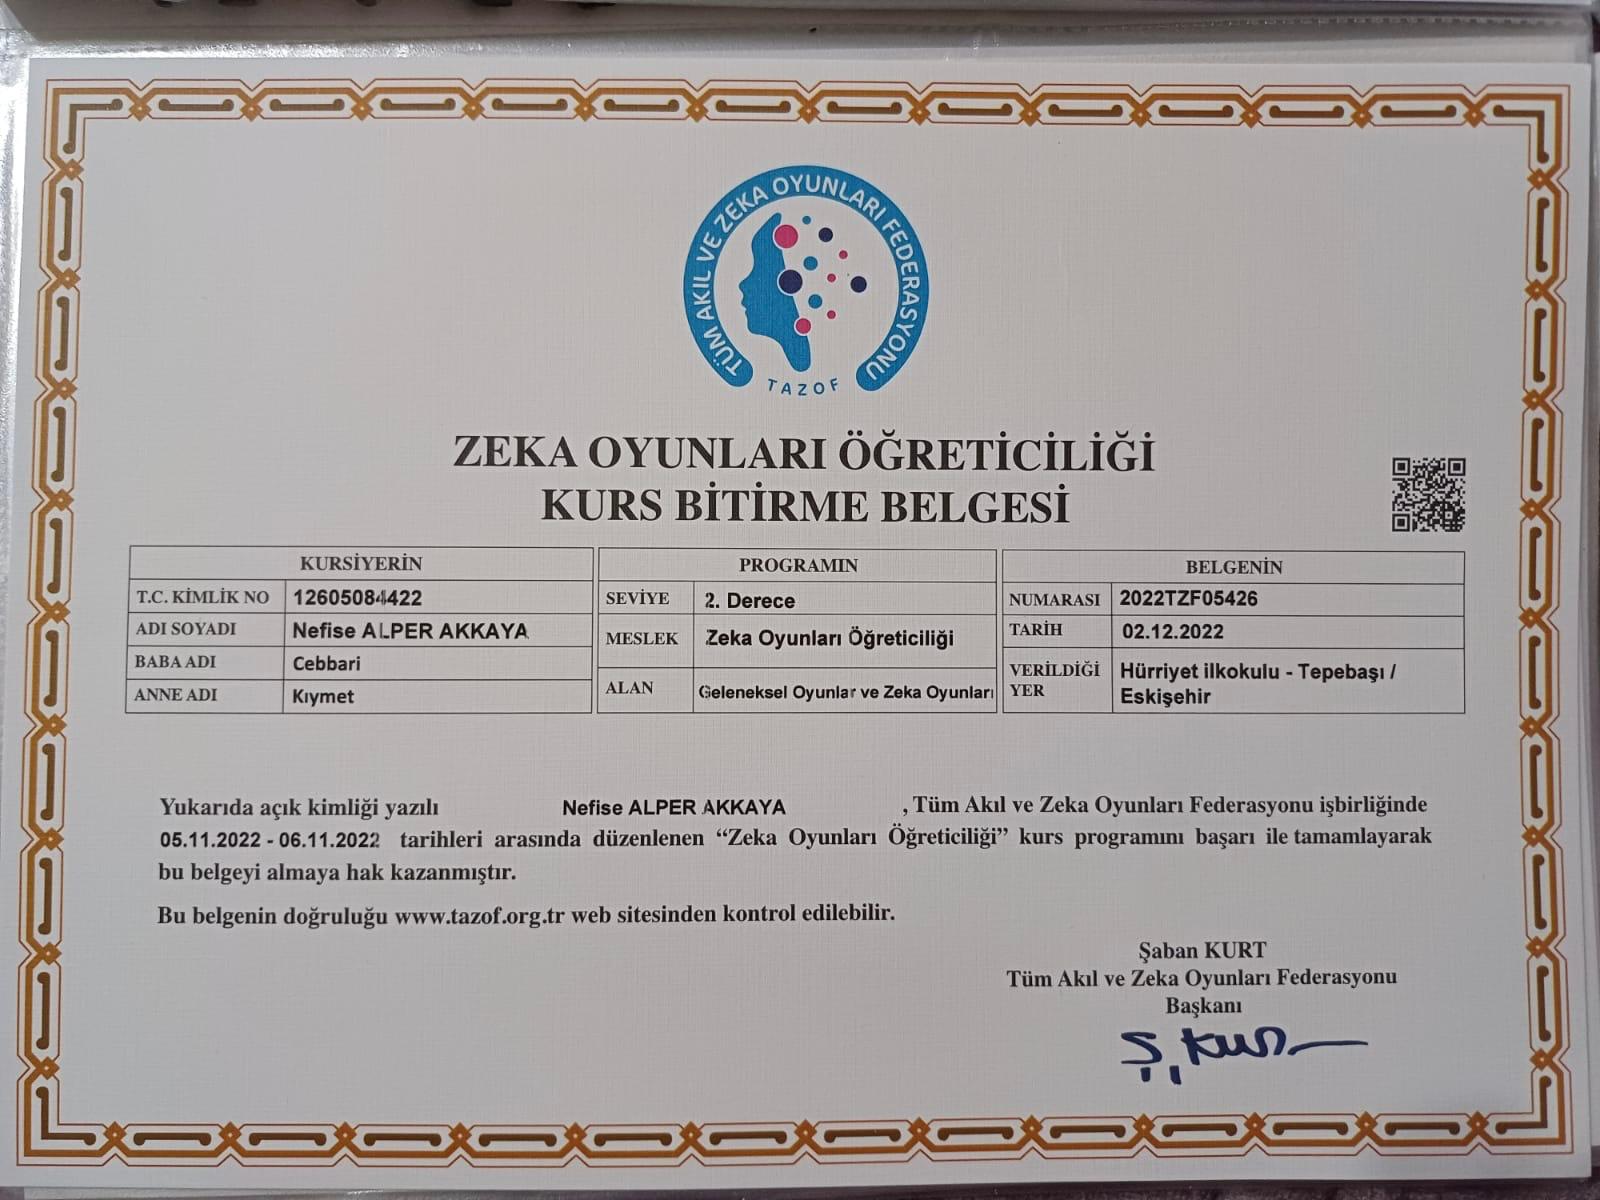 TÜM AKIL VE ZEKA OYUNLARI FEDERASYONU
TAZOF
ZEKA OYUNLARI ÖĞRETİCİLİĞİ
KURS BİTİRME BELGESİ
KURSİYERİN
T.C. KİMLİK NO 12605084422
ADI SOYADI Nefise ALPER AKKAYA
BABA ADI Cebbari
ANNE ADI Kıymet
PROGRAMIN
SEVİYE 2. Derece
MESLEK Zeka Oyunları Öğreticiliği
ALAN Geleneksel Oyunlar ve Zeka Oyunları
BELGENİN
NUMARASI 2022TZF05426
TARİH 02.12.2022
VERİLDİĞİ YER Hürriyet ilkokulu - Tepebaşı /
Eskişehir
Yukarıda açık kimliği yazılı Nefise ALPER AKKAYA , Tüm Akıl ve Zeka Oyunları Federasyonu işbirliğinde
05.11.2022 - 06.11.2022 tarihleri arasında düzenlenen “Zeka Oyunları Öğreticiliği” kurs programını başarı ile tamamlayarak
bu belgeyi almaya hak kazanmıştır.
Bu belgenin doğruluğu www.tazof.org.tr web sitesinden kontrol edilebilir.
Şaban KURT
Tüm Akıl ve Zeka Oyunları Federasyonu
Başkanı
Ş. Kurt